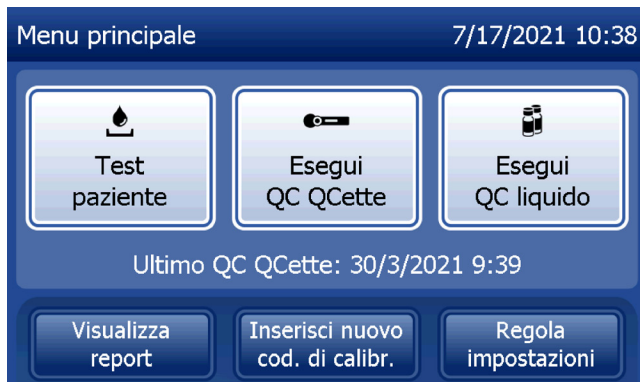 Menu principale 7/17/2021 10:38
Test
paziente
Esegui
QC QCette
Esegui
QC liquido
Ultimo QC QCette: 30/3/2021 9:39
Visualizza
report
Inserisci nuovo
cod. di calibr.
Regola
impostazioni